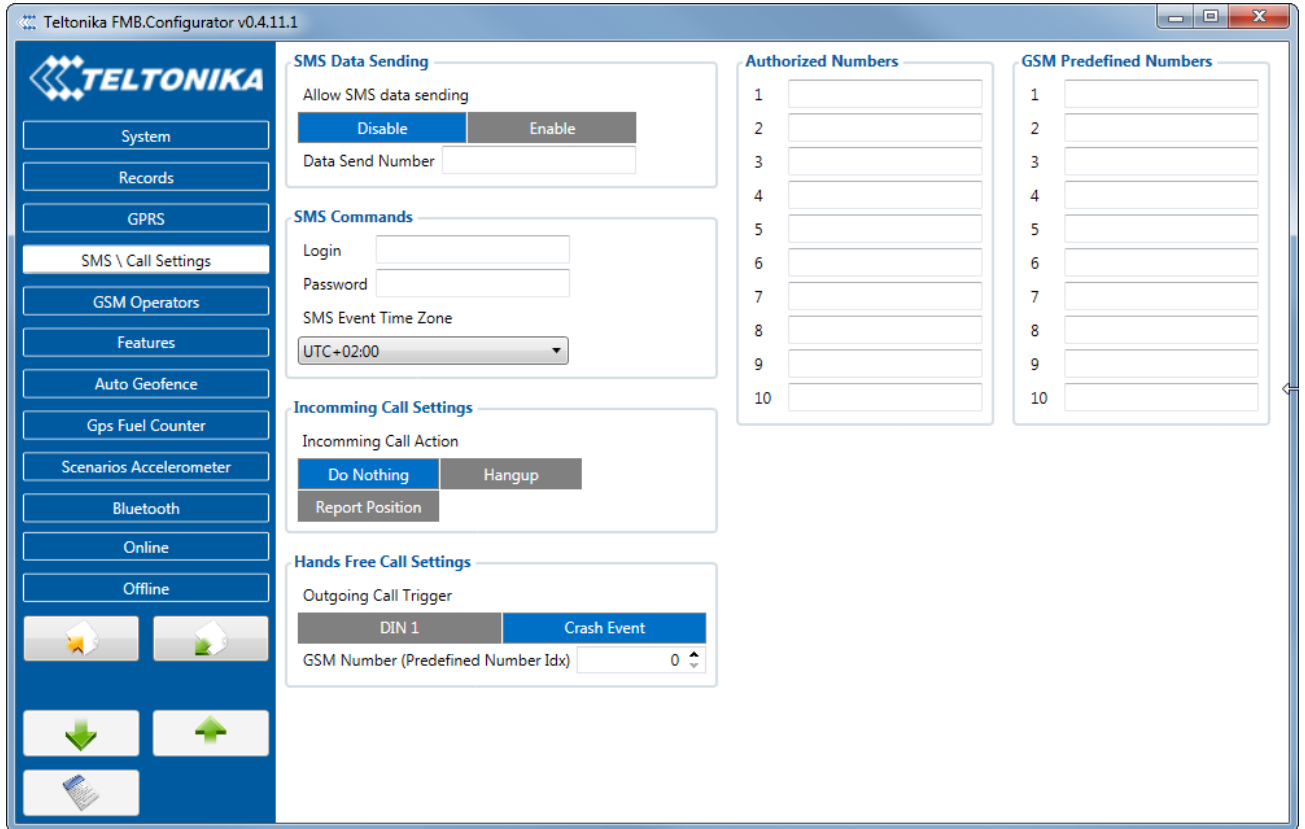 Teltonika FMB.Configurator v0.4.11.1
TELTONIKA
System
Records
GPRS
SMS \ Call Settings
GSM Operators
Features
Auto Geofence
Gps Fuel Counter
Scenarios Accelerometer
Bluetooth
Online
Offline
SMS Data Sending
Allow SMS data sending
Disable Enable
Data Send Number
SMS Commands
Login
Password
SMS Event Time Zone
UTC+02:00
Incomming Call Settings
Incomming Call Action
Do Nothing Hangup
Report Position
Hands Free Call Settings
Outgoing Call Trigger
DIN 1 Crash Event
GSM Number (Predefined Number Idx) 0
Authorized Numbers
1
2
3
4
5
6
7
8
9
10
GSM Predefined Numbers
1
2
3
4
5
6
7
8
9
10